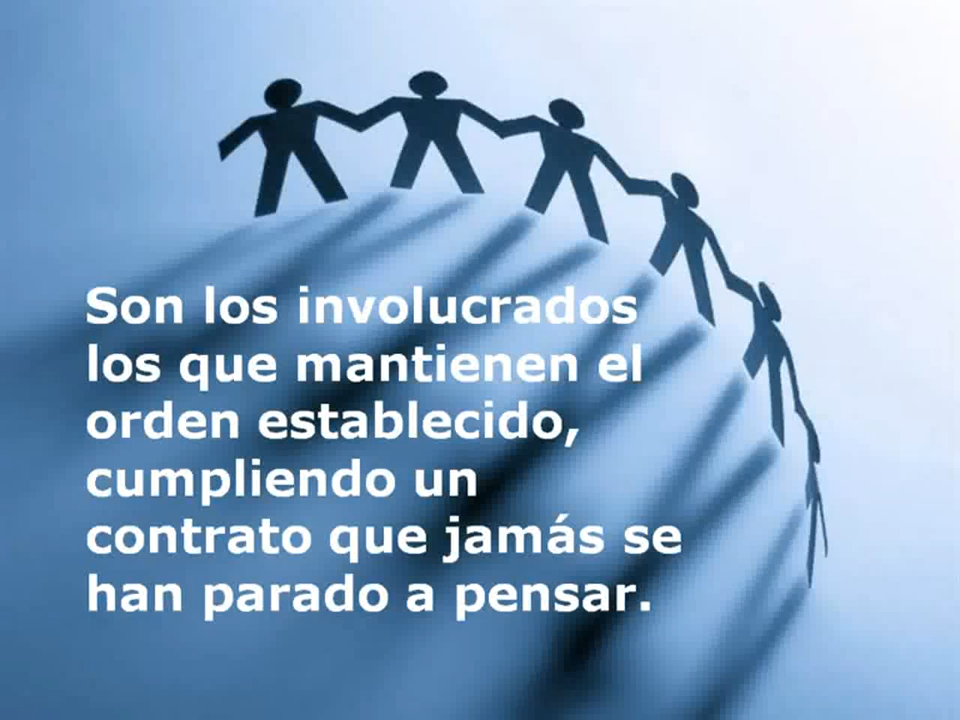 Son los involucrados
los que mantienen el
orden establecido,
cumpliendo un
contrato que jamás se
han parado a pensar.